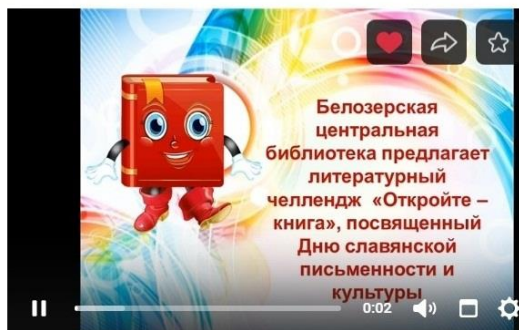 Белозерская
центральная
библиотека предлагает
литературный
челлендж «Откройте –
книга», посвященный
Дню славянской
письменности и
культуры
0:02